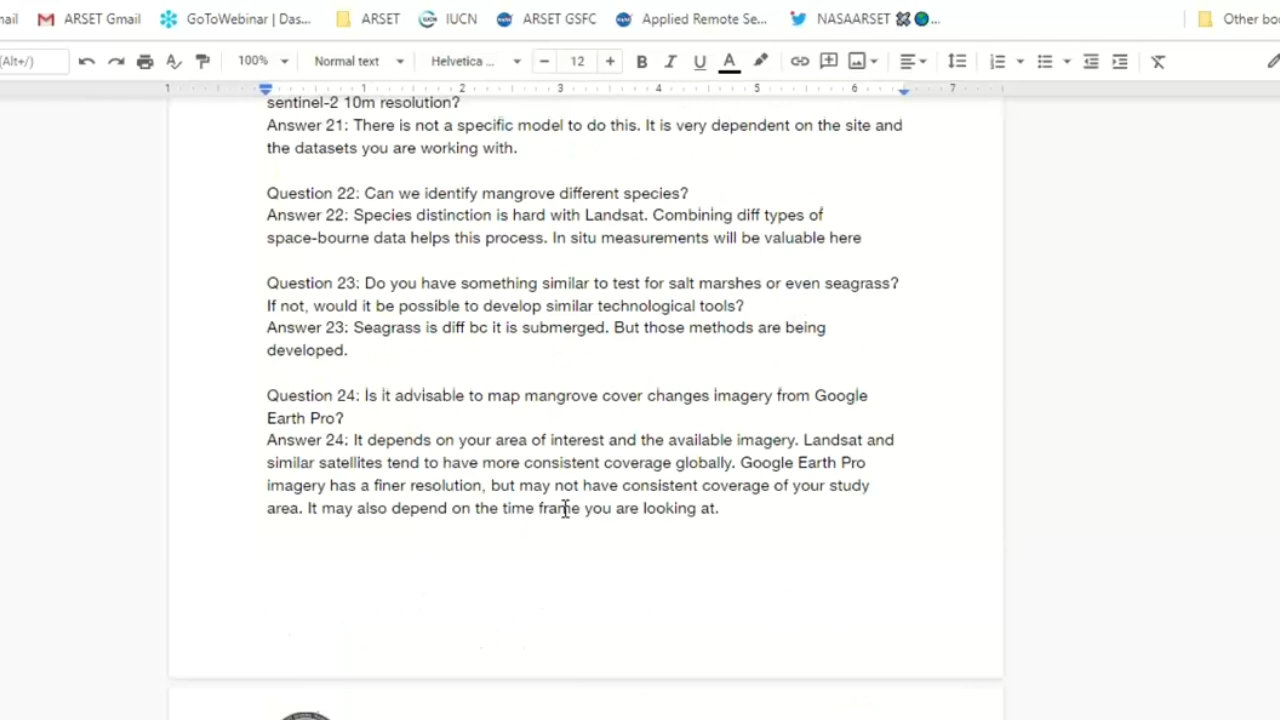 ail ARSET Gmail GoToWebinar | Das... ARSET IUCN ARSET GSFC Applied Remote Se... NASAARSET ... Other bo
(Alt+/) 100% Normal text Helvetica ... 12 B I U A
1 1 2 3 4 5 6 7
sentinel-2 10m resolution?
Answer 21: There is not a specific model to do this. It is very dependent on the site and
the datasets you are working with.
Question 22: Can we identify mangrove different species?
Answer 22: Species distinction is hard with Landsat. Combining diff types of
space-bourne data helps this process. In situ measurements will be valuable here
Question 23: Do you have something similar to test for salt marshes or even seagrass?
If not, would it be possible to develop similar technological tools?
Answer 23: Seagrass is diff bc it is submerged. But those methods are being
developed.
Question 24: Is it advisable to map mangrove cover changes imagery from Google
Earth Pro?
Answer 24: It depends on your area of interest and the available imagery. Landsat and
similar satellites tend to have more consistent coverage globally. Google Earth Pro
imagery has a finer resolution, but may not have consistent coverage of your study
area. It may also depend on the time frame you are looking at.